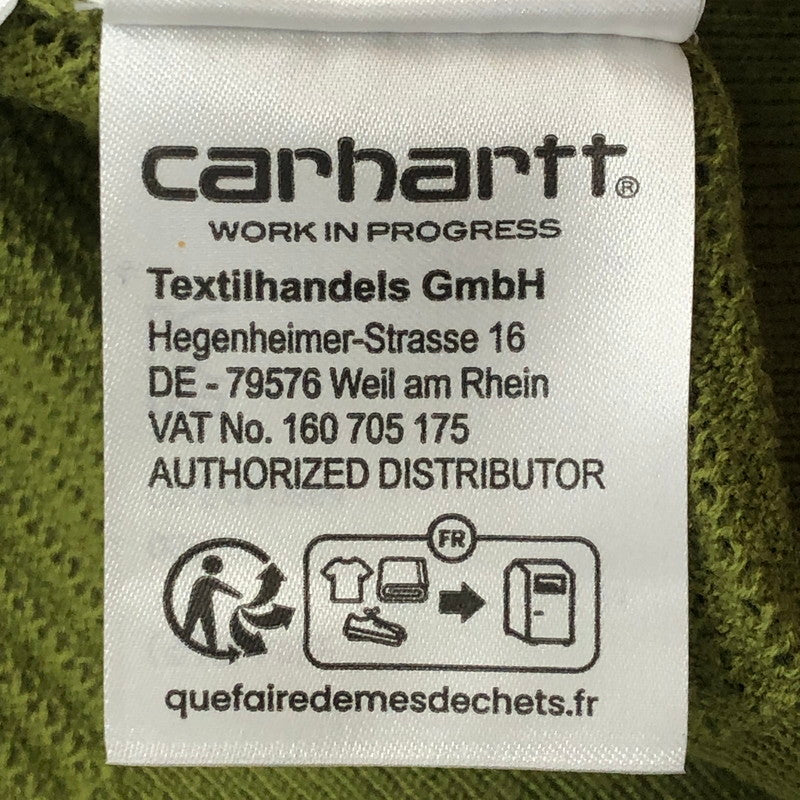 carhartt®
WORK IN PROGRESS
Textilhandels GmbH
Hegenheimer-Strasse 16
DE - 79576 Weil am Rhein
VAT No. 160 705 175
AUTHORIZED DISTRIBUTOR
FR
quefairedemesdechets.fr